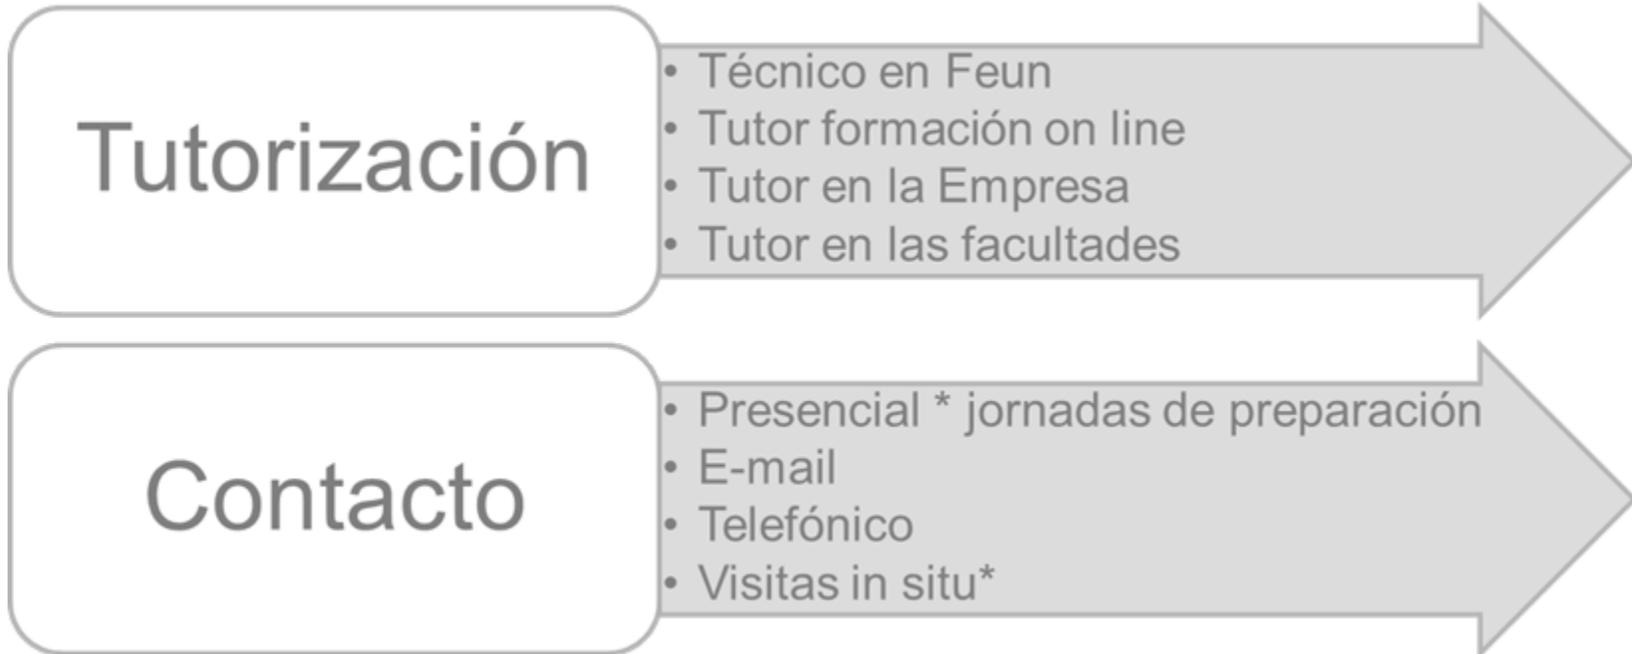 Tutorización
• Técnico en Feun
• Tutor formación on line
• Tutor en la Empresa
• Tutor en las facultades
Contacto
• Presencial * jornadas de preparación
• E-mail
• Telefónico
• Visitas in situ*